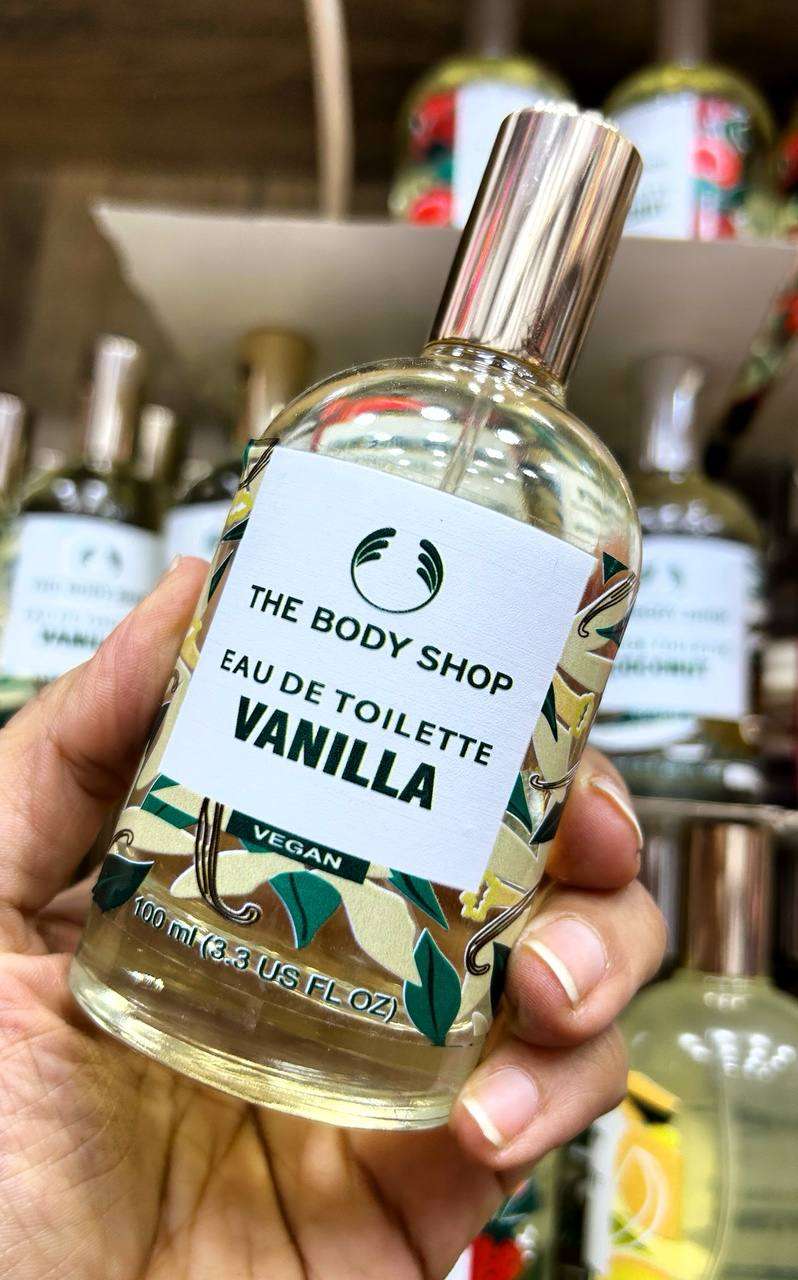 THE BODY SHOP
EAU DE TOILETTE
VANILLA
VEGAN
100 ml (3.3 US FL OZ)